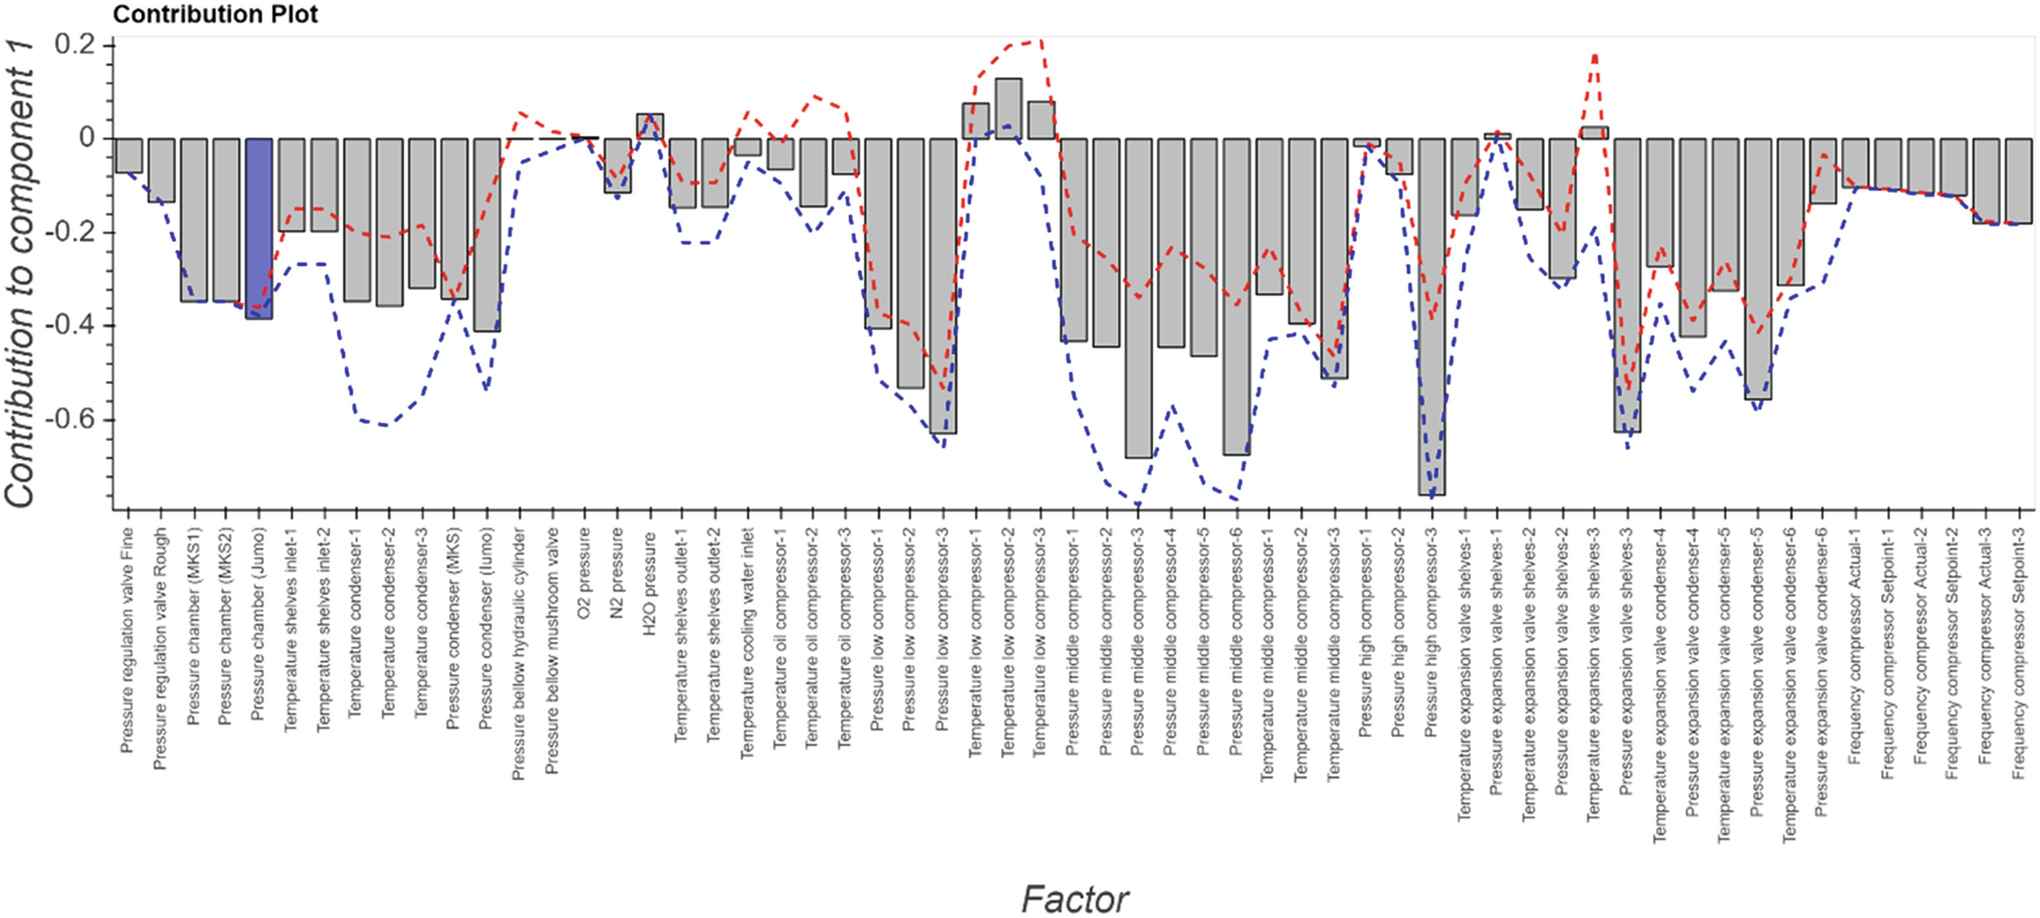 Contribution Plot
Contribution to component 1
0.2
0
-0.2
-0.4
-0.6
Pressure regulation valve Fine
Pressure regulation valve Rough
Pressure chamber (MKS1)
Pressure chamber (MKS2)
Pressure chamber (Jumo)
Temperature shelves inlet-1
Temperature shelves inlet-2
Temperature condenser-1
Temperature condenser-2
Temperature condenser-3
Pressure condenser (MKS)
Pressure condenser (Iumo)
Pressure bellow hydraulic cylinder
Pressure bellow mushroom valve
O2 pressure
N2 pressure
H2O pressure
Temperature shelves outlet-1
Temperature shelves outlet-2
Temperature cooling water inlet
Temperature oil compressor-1
Temperature oil compressor-2
Temperature oil compressor-3
Pressure low compressor-1
Pressure low compressor-2
Pressure low compressor-3
Temperature low compressor-1
Temperature low compressor-2
Temperature low compressor-3
Pressure middle compressor-1
Pressure middle compressor-2
Pressure middle compressor-3
Pressure middle compressor-4
Pressure middle compressor-5
Pressure middle compressor-6
Temperature middle compressor-1
Temperature middle compressor-2
Temperature middle compressor-3
Pressure high compressor-1
Pressure high compressor-2
Pressure high compressor-3
Temperature expansion valve shelves-1
Pressure expansion valve shelves-1
Temperature expansion valve shelves-2
Pressure expansion valve shelves-2
Temperature expansion valve shelves-3
Pressure expansion valve shelves-3
Temperature expansion valve condenser-4
Pressure expansion valve condenser-4
Temperature expansion valve condenser-5
Pressure expansion valve condenser-5
Temperature expansion valve condenser-6
Pressure expansion valve condenser-6
Frequency compressor Actual-1
Frequency compressor Setpoint-1
Frequency compressor Actual-2
Frequency compressor Setpoint-2
Frequency compressor Actual-3
Frequency compressor Setpoint-3
Factor